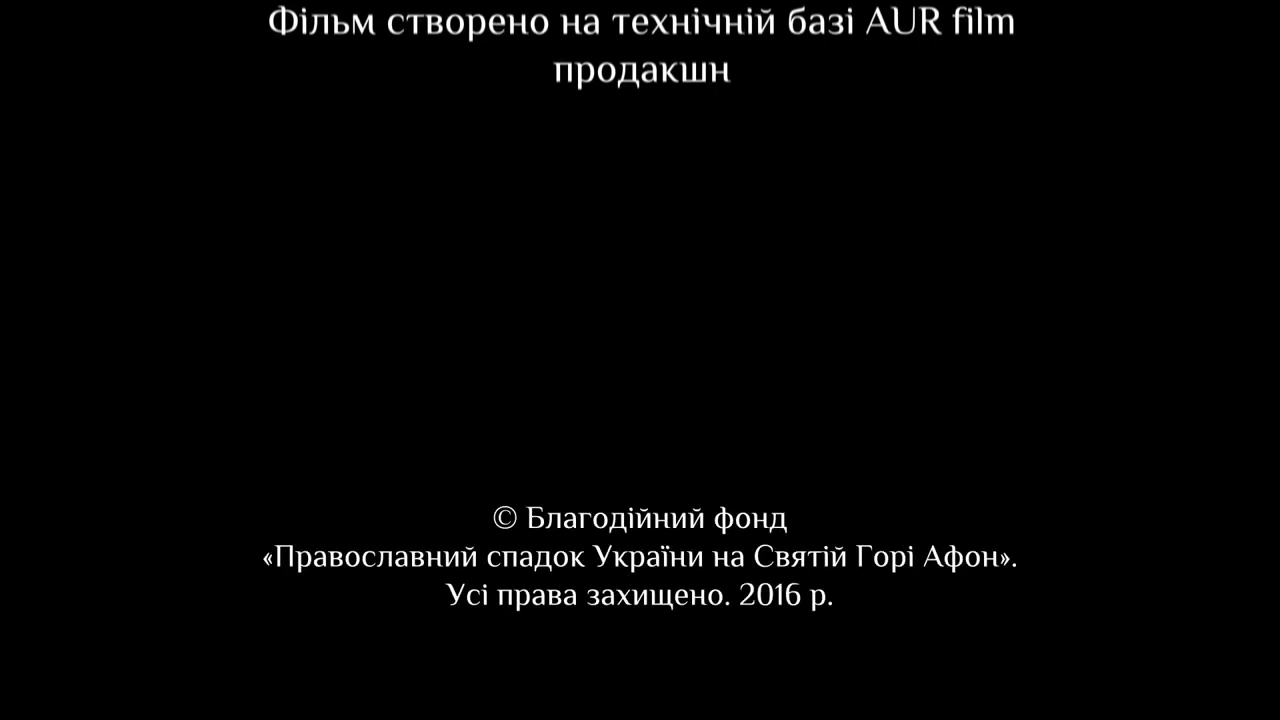 Фільм створено на технічній базі AUR film
продакшн
© Благодійний фонд
«Православний спадок України на Святій Горі Афон».
Усі права захищено. 2016 р.